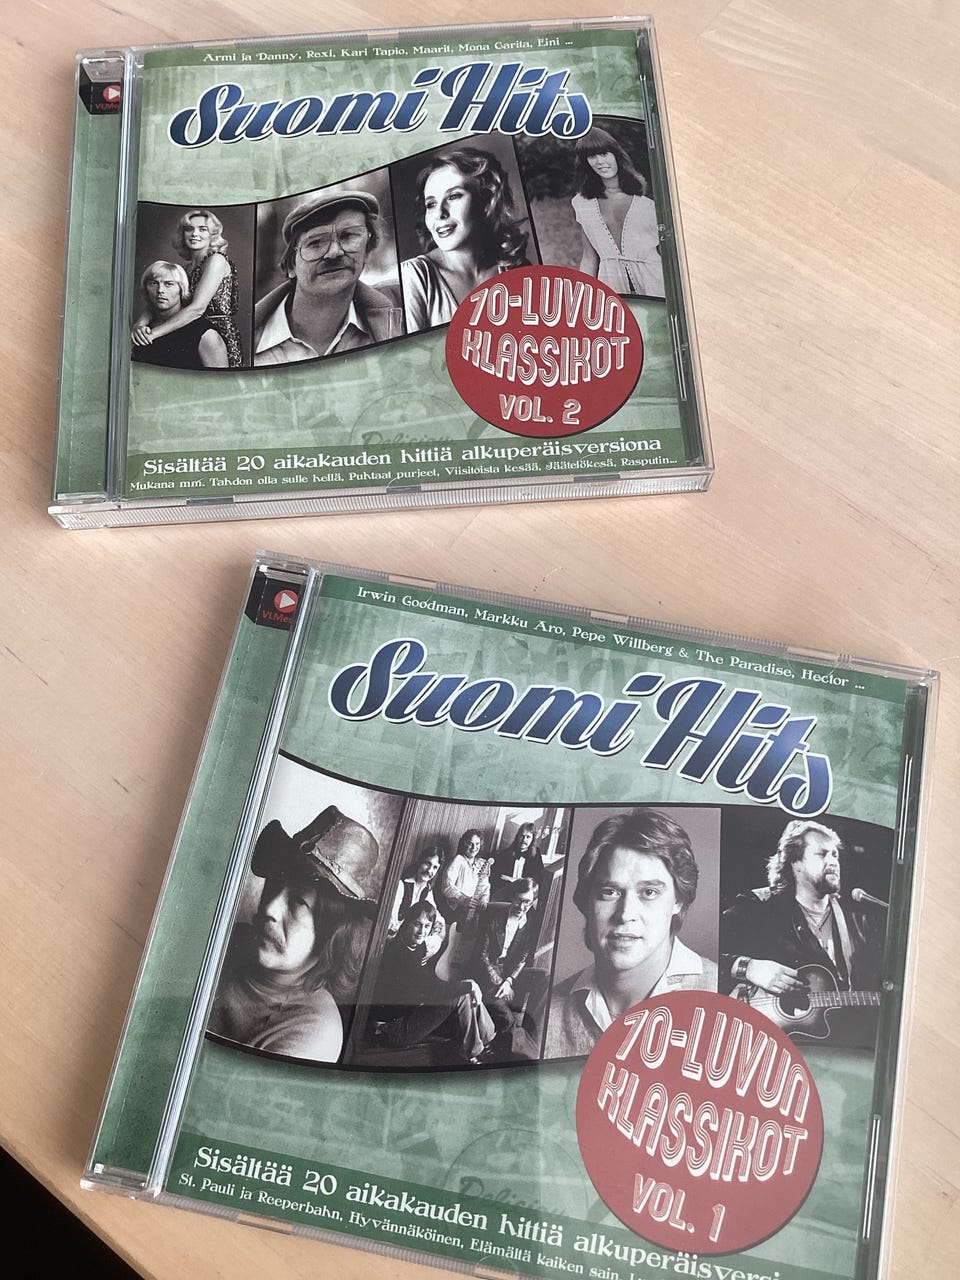 Armi ja Danny, Rexi, Kari Tapio, Maarit, Mona Carita, Eini ...
Suomi Hits
70-LUVUN
KLASSIKOT
VOL. 2
Sisältää 20 aikakauden hittiä alkuperäisversiona
Mukana mm. Tahdon olla sulle hellä, Puhtaat purjeet, Viisitoista kesää, Jäätelökesä, Rasputin...
Irwin Goodman, Markku Aro, Pepe Willberg & The Paradise, Hector ...
Suomi Hits
70-LUVUN
KLASSIKOT
VOL. 1
Sisältää 20 aikakauden hittiä
St. Pauli ja Reeperbahn, Hyvännäköinen, Elämältä kaiken sain,